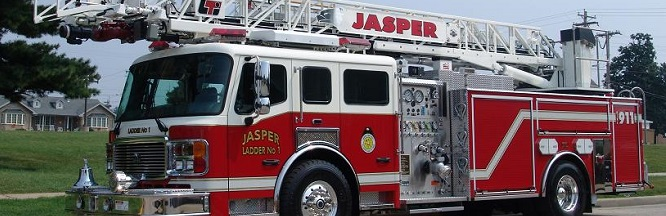 T
JASPER
LADDER No 1
JASPER
LADDER No 1
911